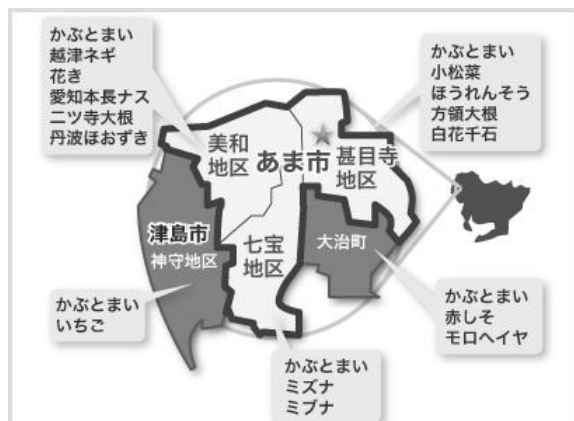 かぶとまい
越津ネギ
花き
愛知本長ナス
二ツ寺大根
丹波ほおずき
かぶとまい
小松菜
ほうれんそう
方領大根
白花千石
美和
地区
あま市
甚目寺
地区
津島市
神守地区
七宝
地区
大治町
かぶとまい
いちご
かぶとまい
赤しそ
モロヘイヤ
かぶとまい
ミズナ
ミブナ